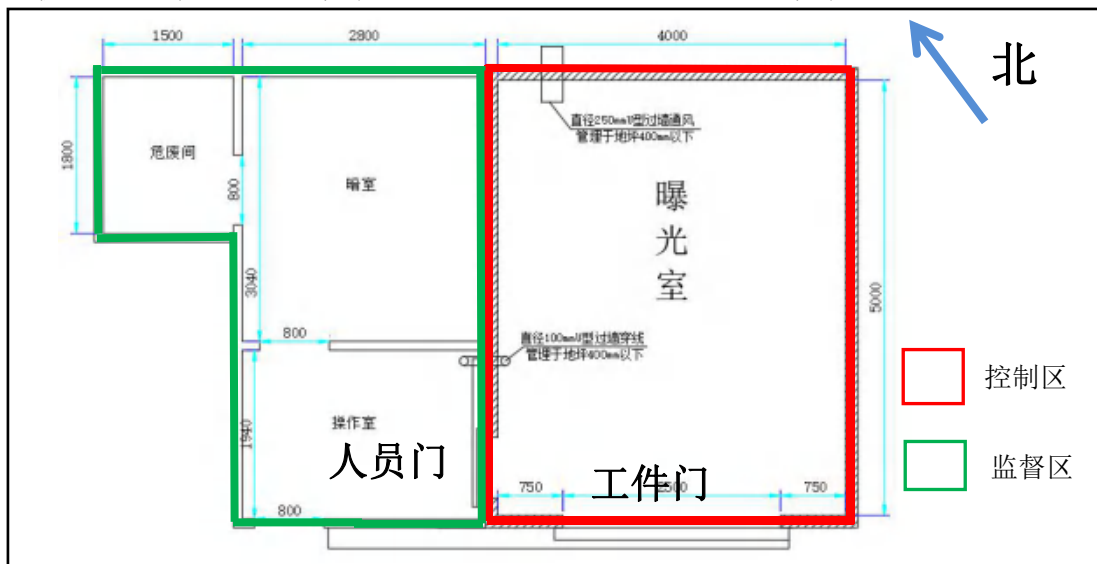 1500
2800
4000
北
直径250mmU型过墙通风
管理于地坪400mm以下
危废间
暗室
1800
800
曝光室
3040
5000
800
直径100mmU型过墙穿线
管理于地坪400mm以下
控制区
操作室
1940
人员门
工件门
750
2500
750
监督区
800